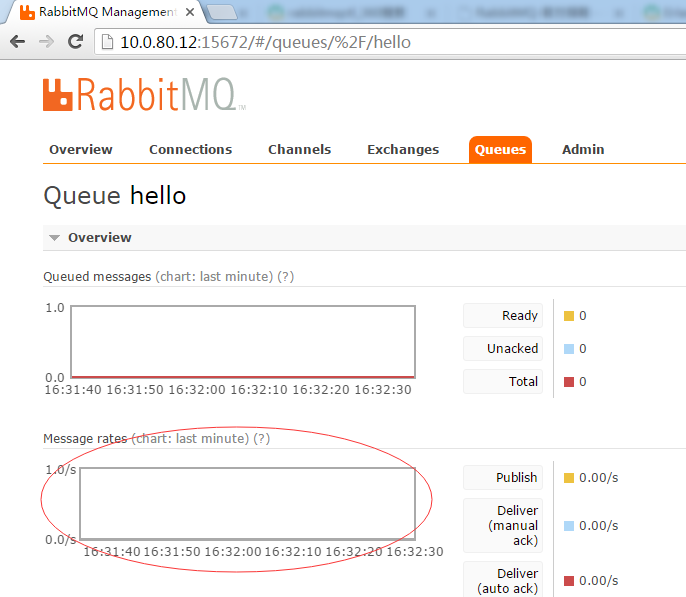 RabbitMQ Management
10.0.80.12:15672/#/queues/%2F/hello
RabbitMQ™
Overview Connections Channels Exchanges Queues Admin
Queue hello
Overview
Queued messages (chart: last minute) (?)
1.0
0.0
16:31:40 16:31:50 16:32:00 16:32:10 16:32:20 16:32:30
Ready 0
Unacked 0
Total 0
Message rates (chart: last minute) (?)
1.0/s
0.0/s
16:31:40 16:31:50 16:32:00 16:32:10 16:32:20 16:32:30
Publish 0.00/s
Deliver
(manual 0.00/s
ack)
Deliver 0.00/s
(auto ack)